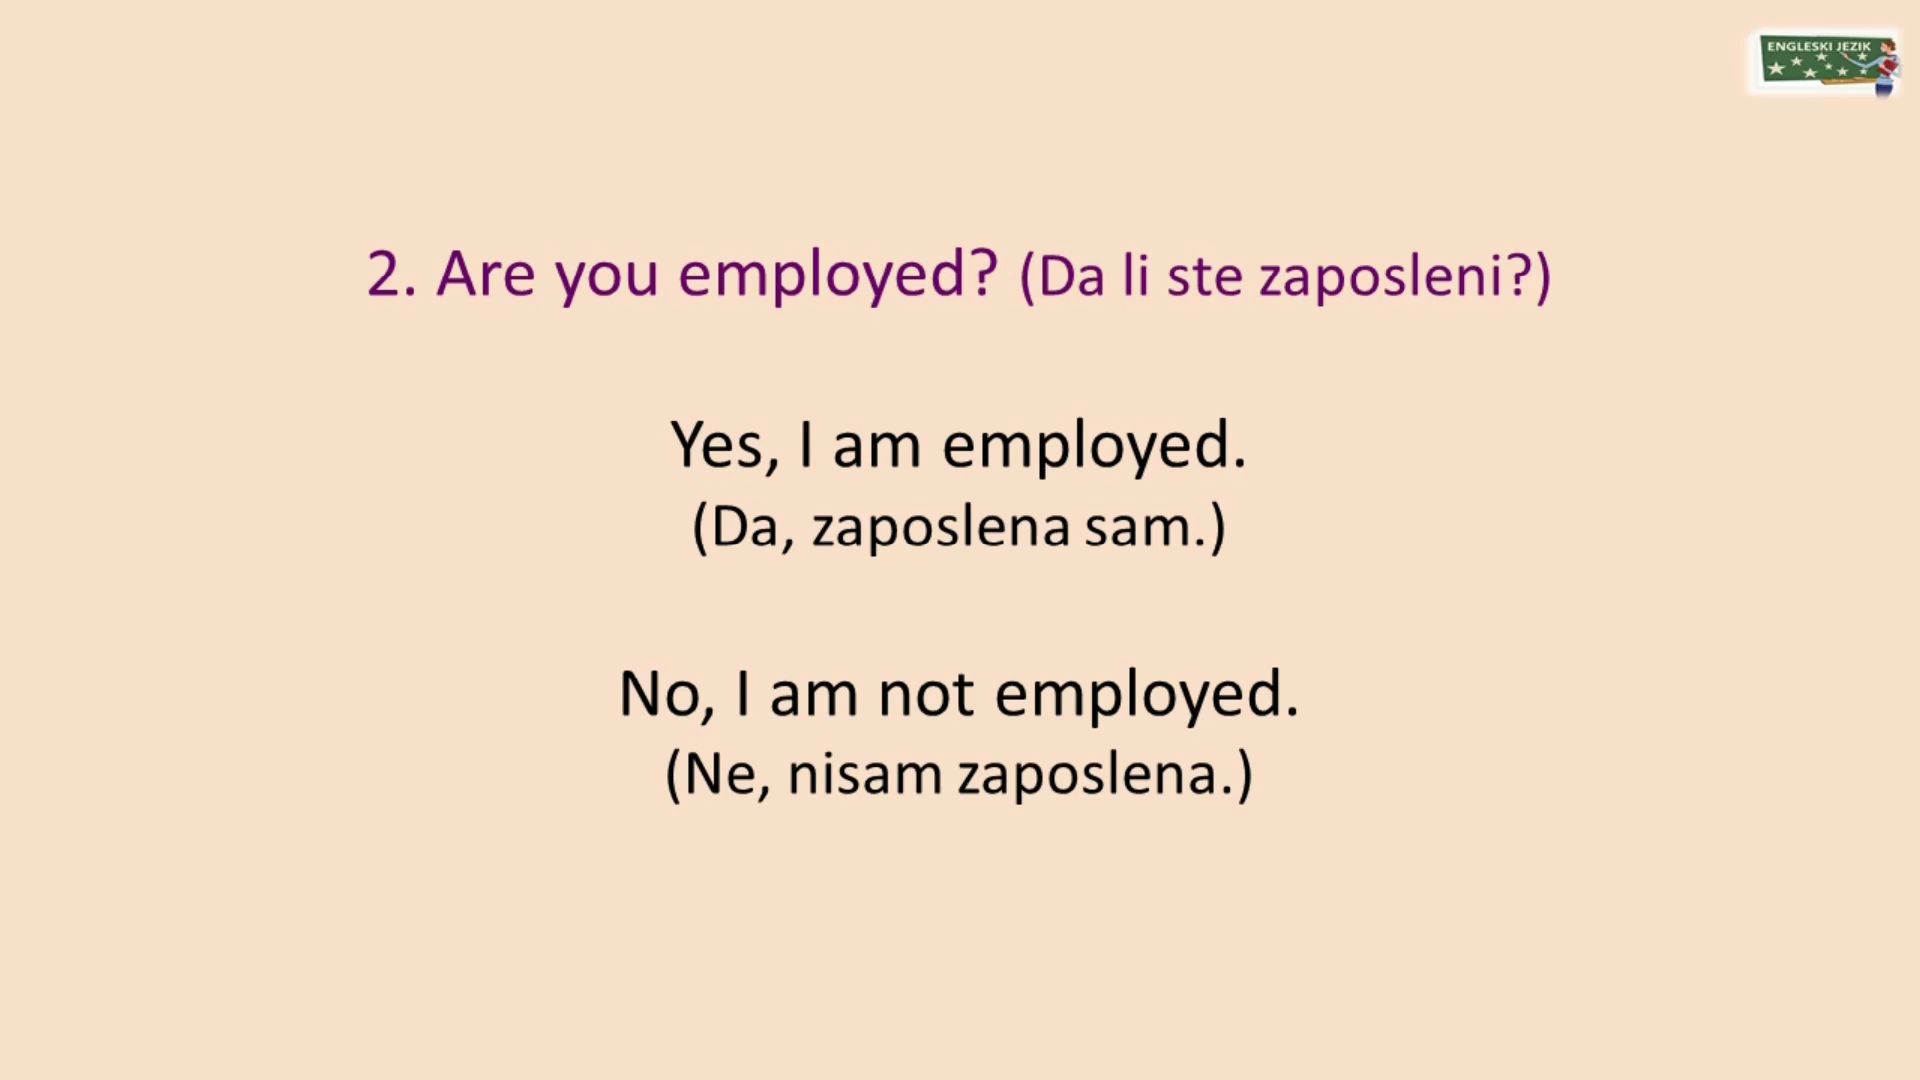 ENGLESKI JEZIK
2. Are you employed? (Da li ste zaposleni?)
Yes, I am employed.
(Da, zaposlena sam.)
No, I am not employed.
(Ne, nisam zaposlena.)